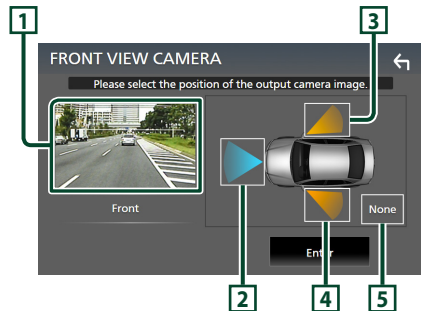 1
3
FRONT VIEW CAMERA
Please select the position of the output camera image.
Front
None
Enter
2
4
5